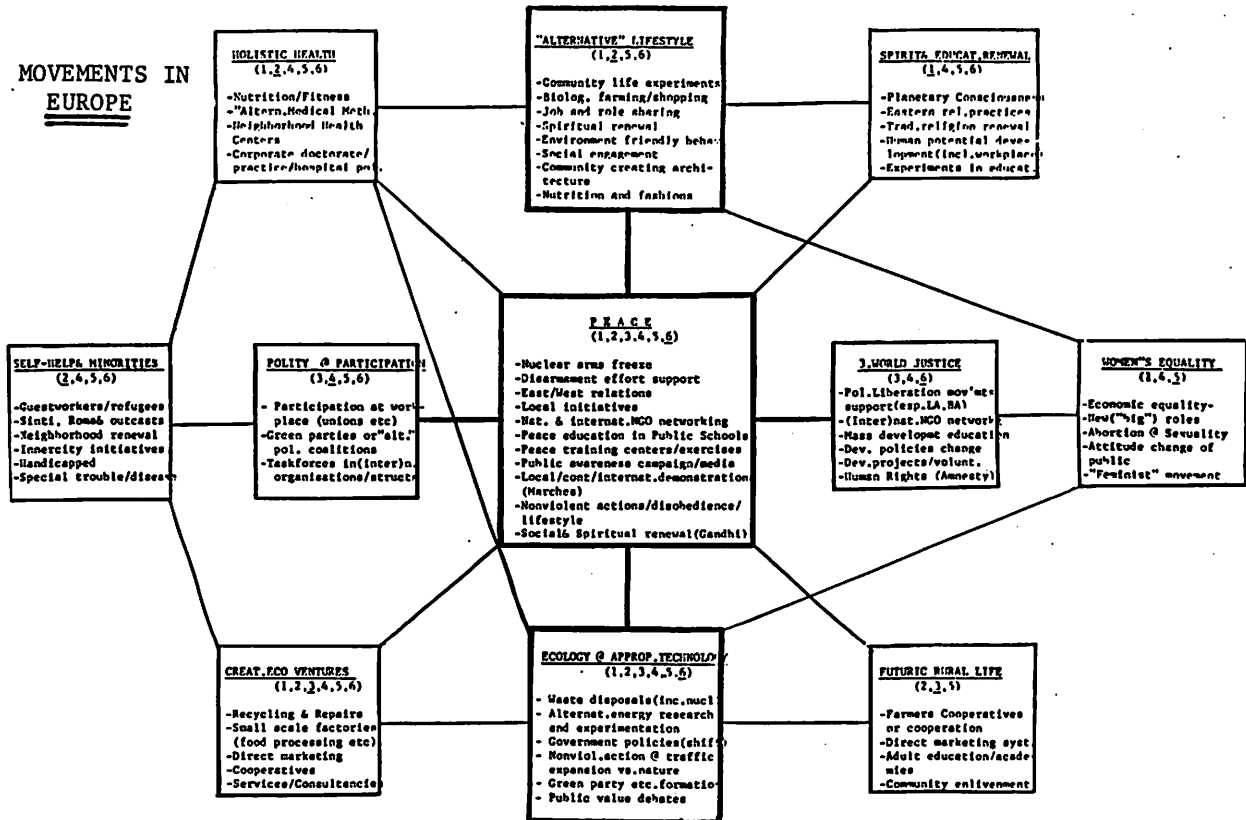 MOVEMENTS IN
EUROPE
HOLISTIC HEALTH
(1,2,4,5,6)
-Nutrition/Fitness
-"Altern.Medical Meth.
-Neighborhood Health
Centers
-Corporate doctorate/
practice/hospital pol.
"ALTERNATIVE" LIFESTYLE
(1,2,5,6)
-Community life experiments
-Biolog. farming/shopping
-Job and role sharing
-Spiritual renewal
-Environment friendly beha
-Social engagement
-Community creating archi-
tecture
-Nutrition and fashions
SPIRIT& EDUCAT.RENEWAL
(1,4,5,6)
-Planetary Consciousnen
-Eastern rel.practices
-Trad.religion renewal
-Human potential deve-
lopment(incl.workplace)
-Experiments in educat.
SELF-HELP& MINORITIES
(2,4,5,6)
-Guestworkers/refugees
-Sinti, Roma& outcasts
-Neighborhood renewal
-Innercity initiatives
-Handicapped
-Special trouble/disea
POLITY @ PARTICIPATION
(3,4,5,6)
- Participation at work-
place (unions etc)
-Green parties or"alt."
pol. coalitions
-Taskforces in(inter)n.
organisations/struct
P E A C E
(1,2,3,4,5,6)
-Nuclear arms freeze
-Disarmament effort support
-East/West relations
-Local initiatives
-Nat. & internat.NGO networking
-Peace education in Public Schools
-Peace training centers/exercises
-Public awareness campaign/media
-Local/cont/internat.demonstration
(Marches)
-Nonviolent actions/disobedience/
lifestyle
-Social& Spiritual renewal(Gandhi)
3.WORLD JUSTICE
(3,4,6)
-Pol.Liberation mov'mts
support(esp.LA,BA)
-(Inter)nat.NGO network
-Mass developmt education
-Dev. policies change
-Dev.projects/volunt.
-Human Rights (Amnesty)
WOMEN"S EQUALITY
(2,4,5)
-Economic equality-
-New("big") roles
-Abortion @ Sexuality
-Attitude change of
public
-"Feminist" movement
CREAT.ECO VENTURES
(1,2,3,4,5,6)
-Recycling & Repairs
-Small scale factories
(food processing etc)
-Direct marketing
-Cooperatives
-Services/Consultancies
ECOLOGY @ APPROP.TECHNOLOGY
(1,2,3,4,5,6)
- Waste disposals(inc.nucl
- Alternat.energy research
and experimentation
- Government policies(shift)
- Nonviol.action @ traffic
expansion vs.nature
- Green party etc.formatio
- Public value debates
FUTURIC RURAL LIFE
(2,3,5)
-Farmers Cooperatives
or cooperation
-Direct marketing syst.
-Adult education/acade
mies
-Community enlivenment